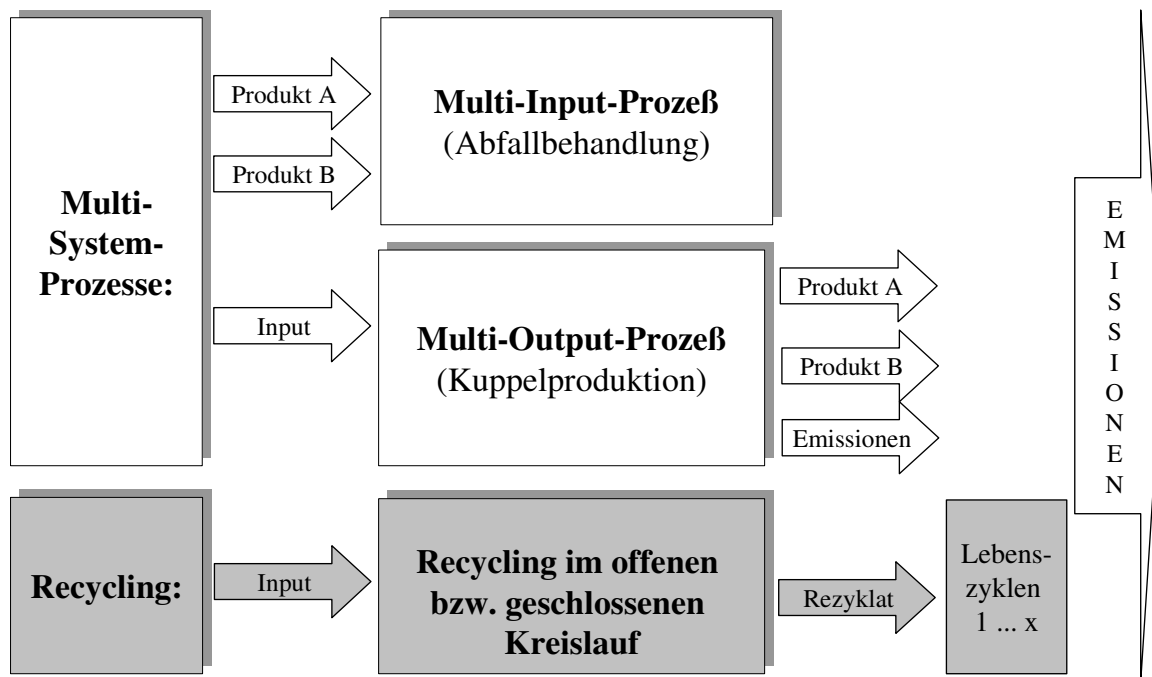 Multi-
System-
Prozesse:
Produkt A
Produkt B
Multi-Input-Prozeß
(Abfallbehandlung)
Input
Multi-Output-Prozeß
(Kuppelproduktion)
Produkt A
Produkt B
Emissionen
E
M
I
S
S
I
O
N
E
N
Recycling:
Input
Recycling im offenen
bzw. geschlossenen
Kreislauf
Rezyklat
Lebens-
zyklen
1 ... x